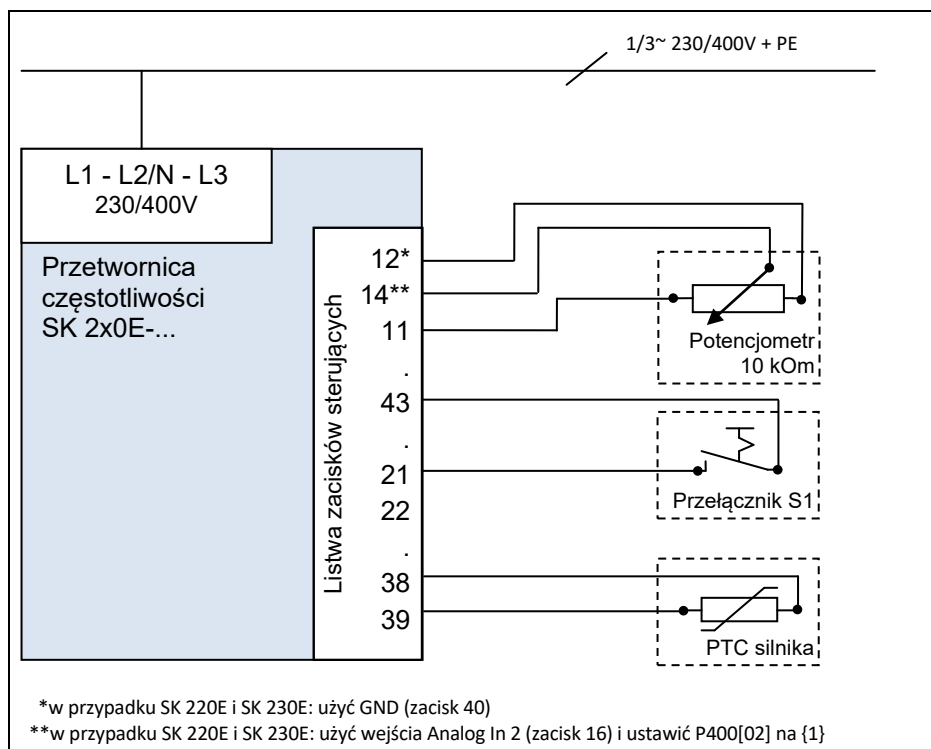 1/3~ 230/400V + PE
L1 - L2/N - L3
230/400V
Przetwornica
częstotliwości
SK 2x0E-...
Listwa zacisków sterujących
12*
14**
11
.
43
.
21
22
.
38
39
Potencjometr
10 kOm
Przełącznik S1
PTC silnika
*w przypadku SK 220E i SK 230E: użyć GND (zacisk 40)
**w przypadku SK 220E i SK 230E: użyć wejścia Analog In 2 (zacisk 16) i ustawić P400[02] na {1}